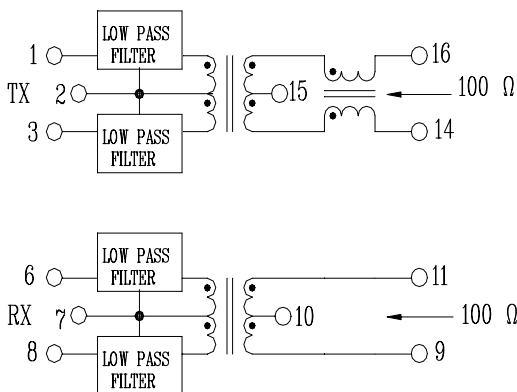 LOW PASS
FILTER
1
16
TX 2
15
100 Ω
3
LOW PASS
FILTER
14
LOW PASS
FILTER
6
11
RX 7
10
100 Ω
8
LOW PASS
FILTER
9